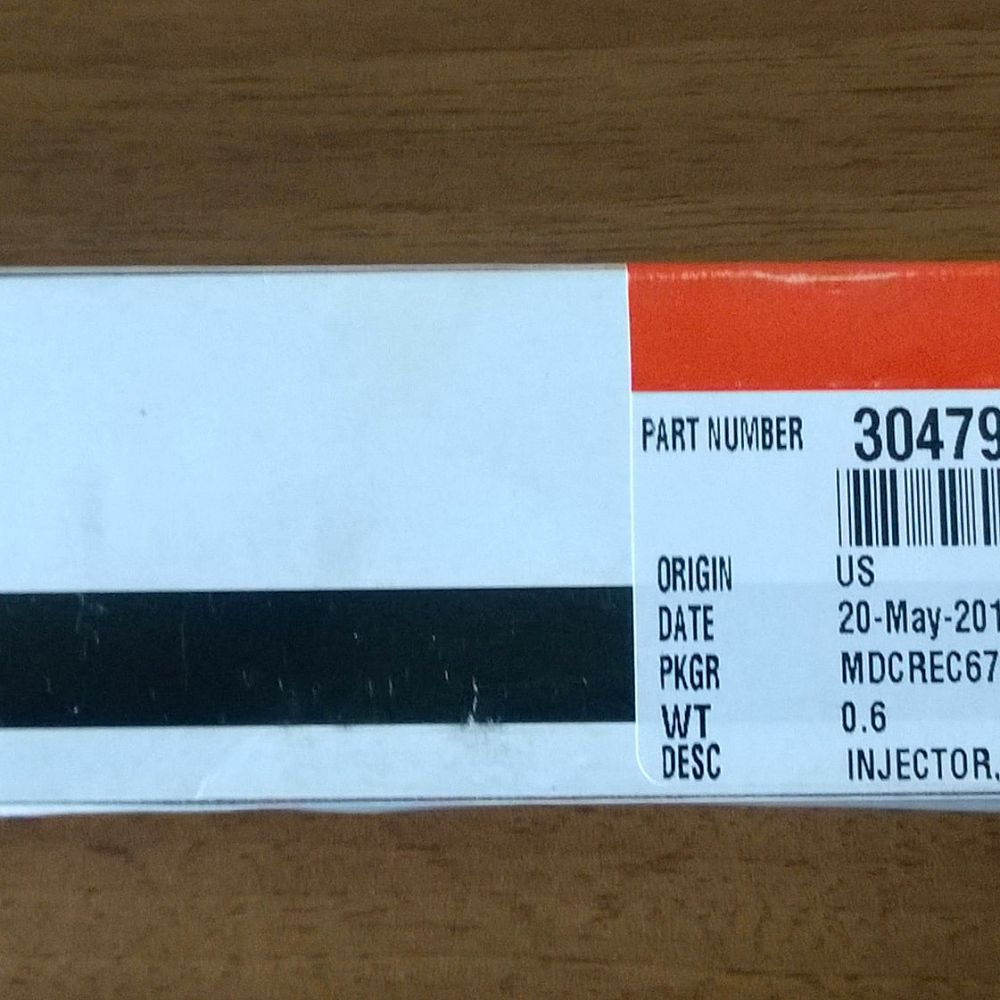 PART NUMBER 30479
ORIGIN US
DATE 20-May-201
PKGR MDCREC67
WT 0.6
DESC INJECTOR,